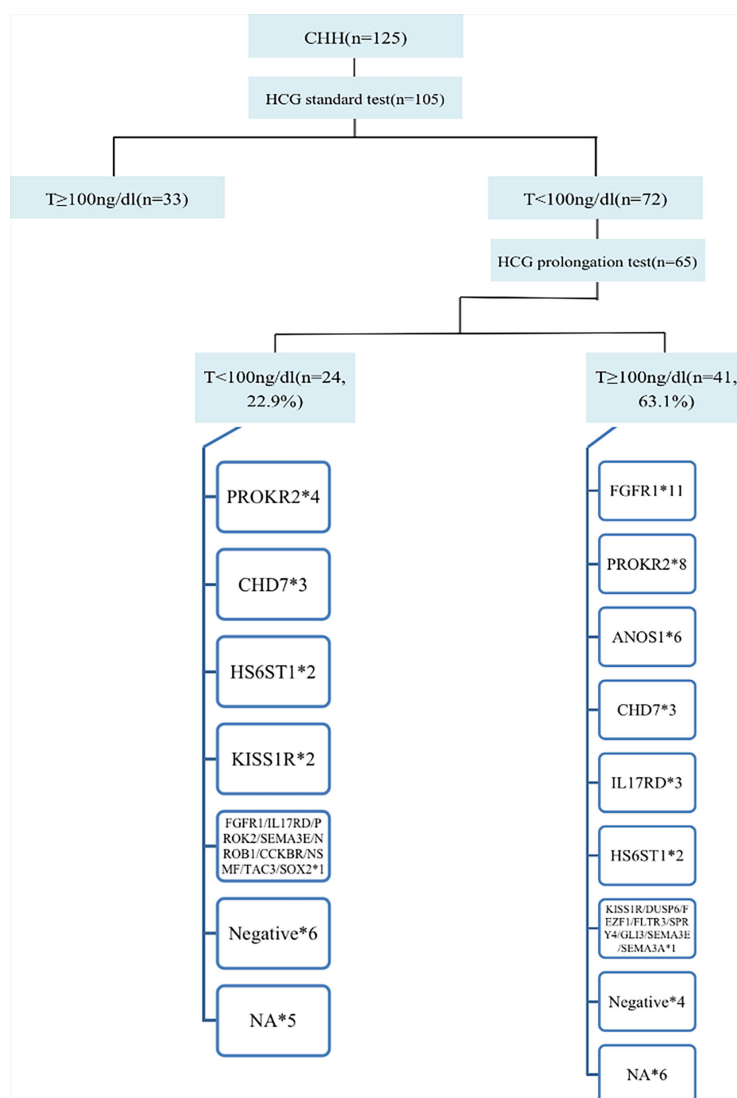 CHH(n=125)
HCG standard test(n=105)
T≥100ng/dl(n=33)
T<100ng/dl(n=72)
HCG prolongation test(n=65)
T<100ng/dl(n=24,
22.9%)
PROKR2*4
CHD7*3
HS6ST1*2
KISS1R*2
FGFR1/IL17RD/P
ROK2/SEMA3E/N
ROB1/CCKBR/NS
MF/TAC3/SOX2*1
Negative*6
NA*5
T≥100ng/dl(n=41,
63.1%)
FGFR1*11
PROKR2*8
ANOS1*6
CHD7*3
IL17RD*3
HS6ST1*2
KISS1R/DUSP6/F
EZF1/FLTR3/SPR
Y4/GLI3/SEMA3E
/SEMA3A*1
Negative*4
NA*6